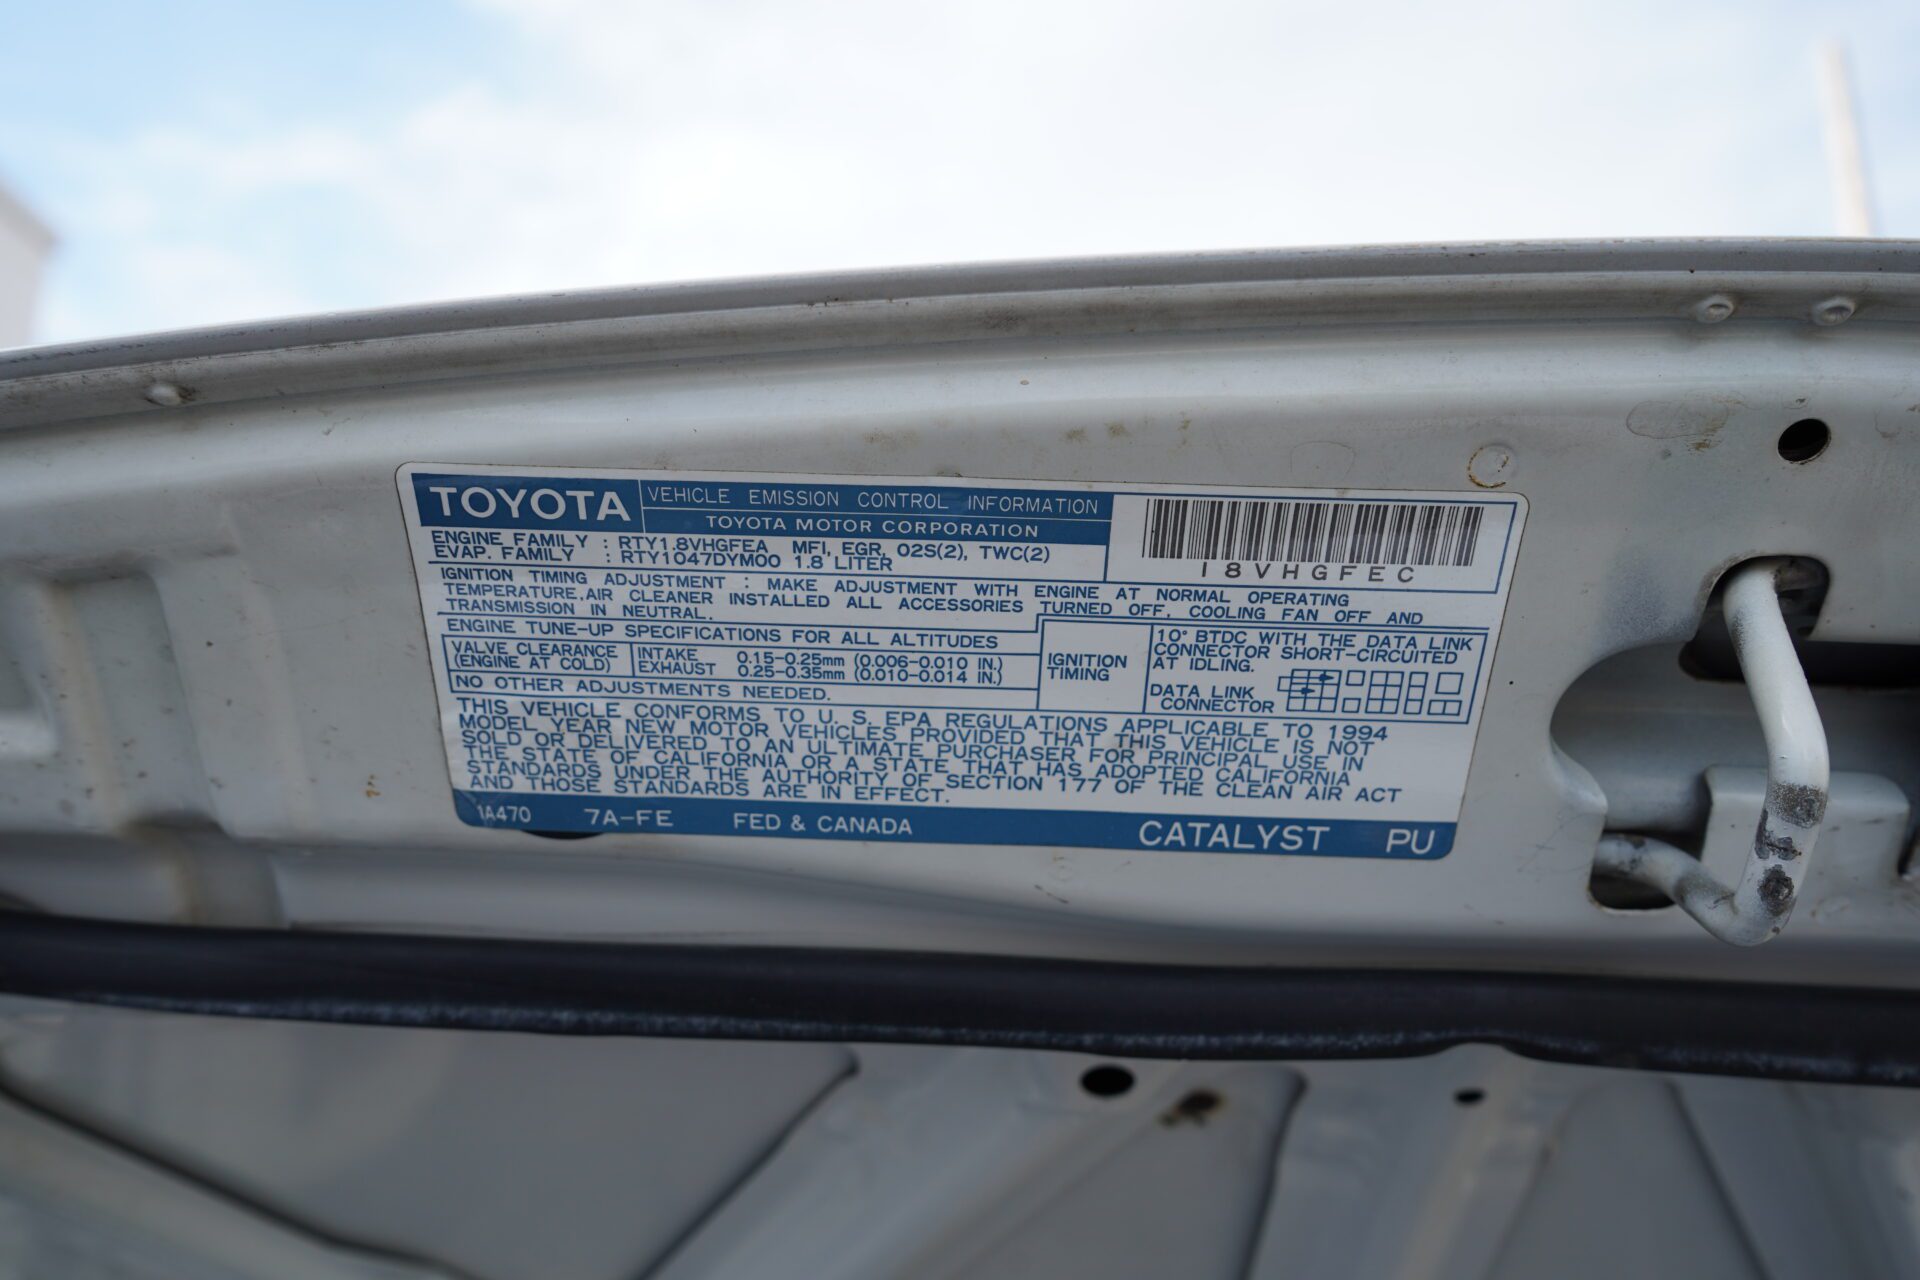 TOYOTA
VEHICLE EMISSION CONTROL INFORMATION
TOYOTA MOTOR CORPORATION
ENGINE FAMILY : RTY1.8VHGFEA MFI, EGR, O2S(2), TWC(2)
EVAP. FAMILY : RTY1047DYM00 1.8 LITER
18VHGFEC
IGNITION TIMING ADJUSTMENT : MAKE ADJUSTMENT WITH ENGINE AT NORMAL OPERATING
TEMPERATURE,AIR CLEANER INSTALLED ALL ACCESSORIES TURNED OFF, COOLING FAN OFF AND
TRANSMISSION IN NEUTRAL.
ENGINE TUNE-UP SPECIFICATIONS FOR ALL ALTITUDES
VALVE CLEARANCE
(ENGINE AT COLD)
INTAKE 0.15-0.25mm (0.006-0.010 IN.)
EXHAUST 0.25-0.35mm (0.010-0.014 IN.)
NO OTHER ADJUSTMENTS NEEDED.
IGNITION
TIMING
10° BTDC WITH THE DATA LINK
CONNECTOR SHORT-CIRCUITED
AT IDLING.
DATA LINK
CONNECTOR
THIS VEHICLE CONFORMS TO U. S. EPA REGULATIONS APPLICABLE TO 1994
MODEL YEAR NEW MOTOR VEHICLES PROVIDED THAT THIS VEHICLE IS NOT
SOLD OR DELIVERED TO AN ULTIMATE PURCHASER FOR PRINCIPAL USE IN
THE STATE OF CALIFORNIA OR A STATE THAT HAS ADOPTED CALIFORNIA
STANDARDS UNDER THE AUTHORITY OF SECTION 177 OF THE CLEAN AIR ACT
AND THOSE STANDARDS ARE IN EFFECT.
1A470 7A-FE FED & CANADA CATALYST PU